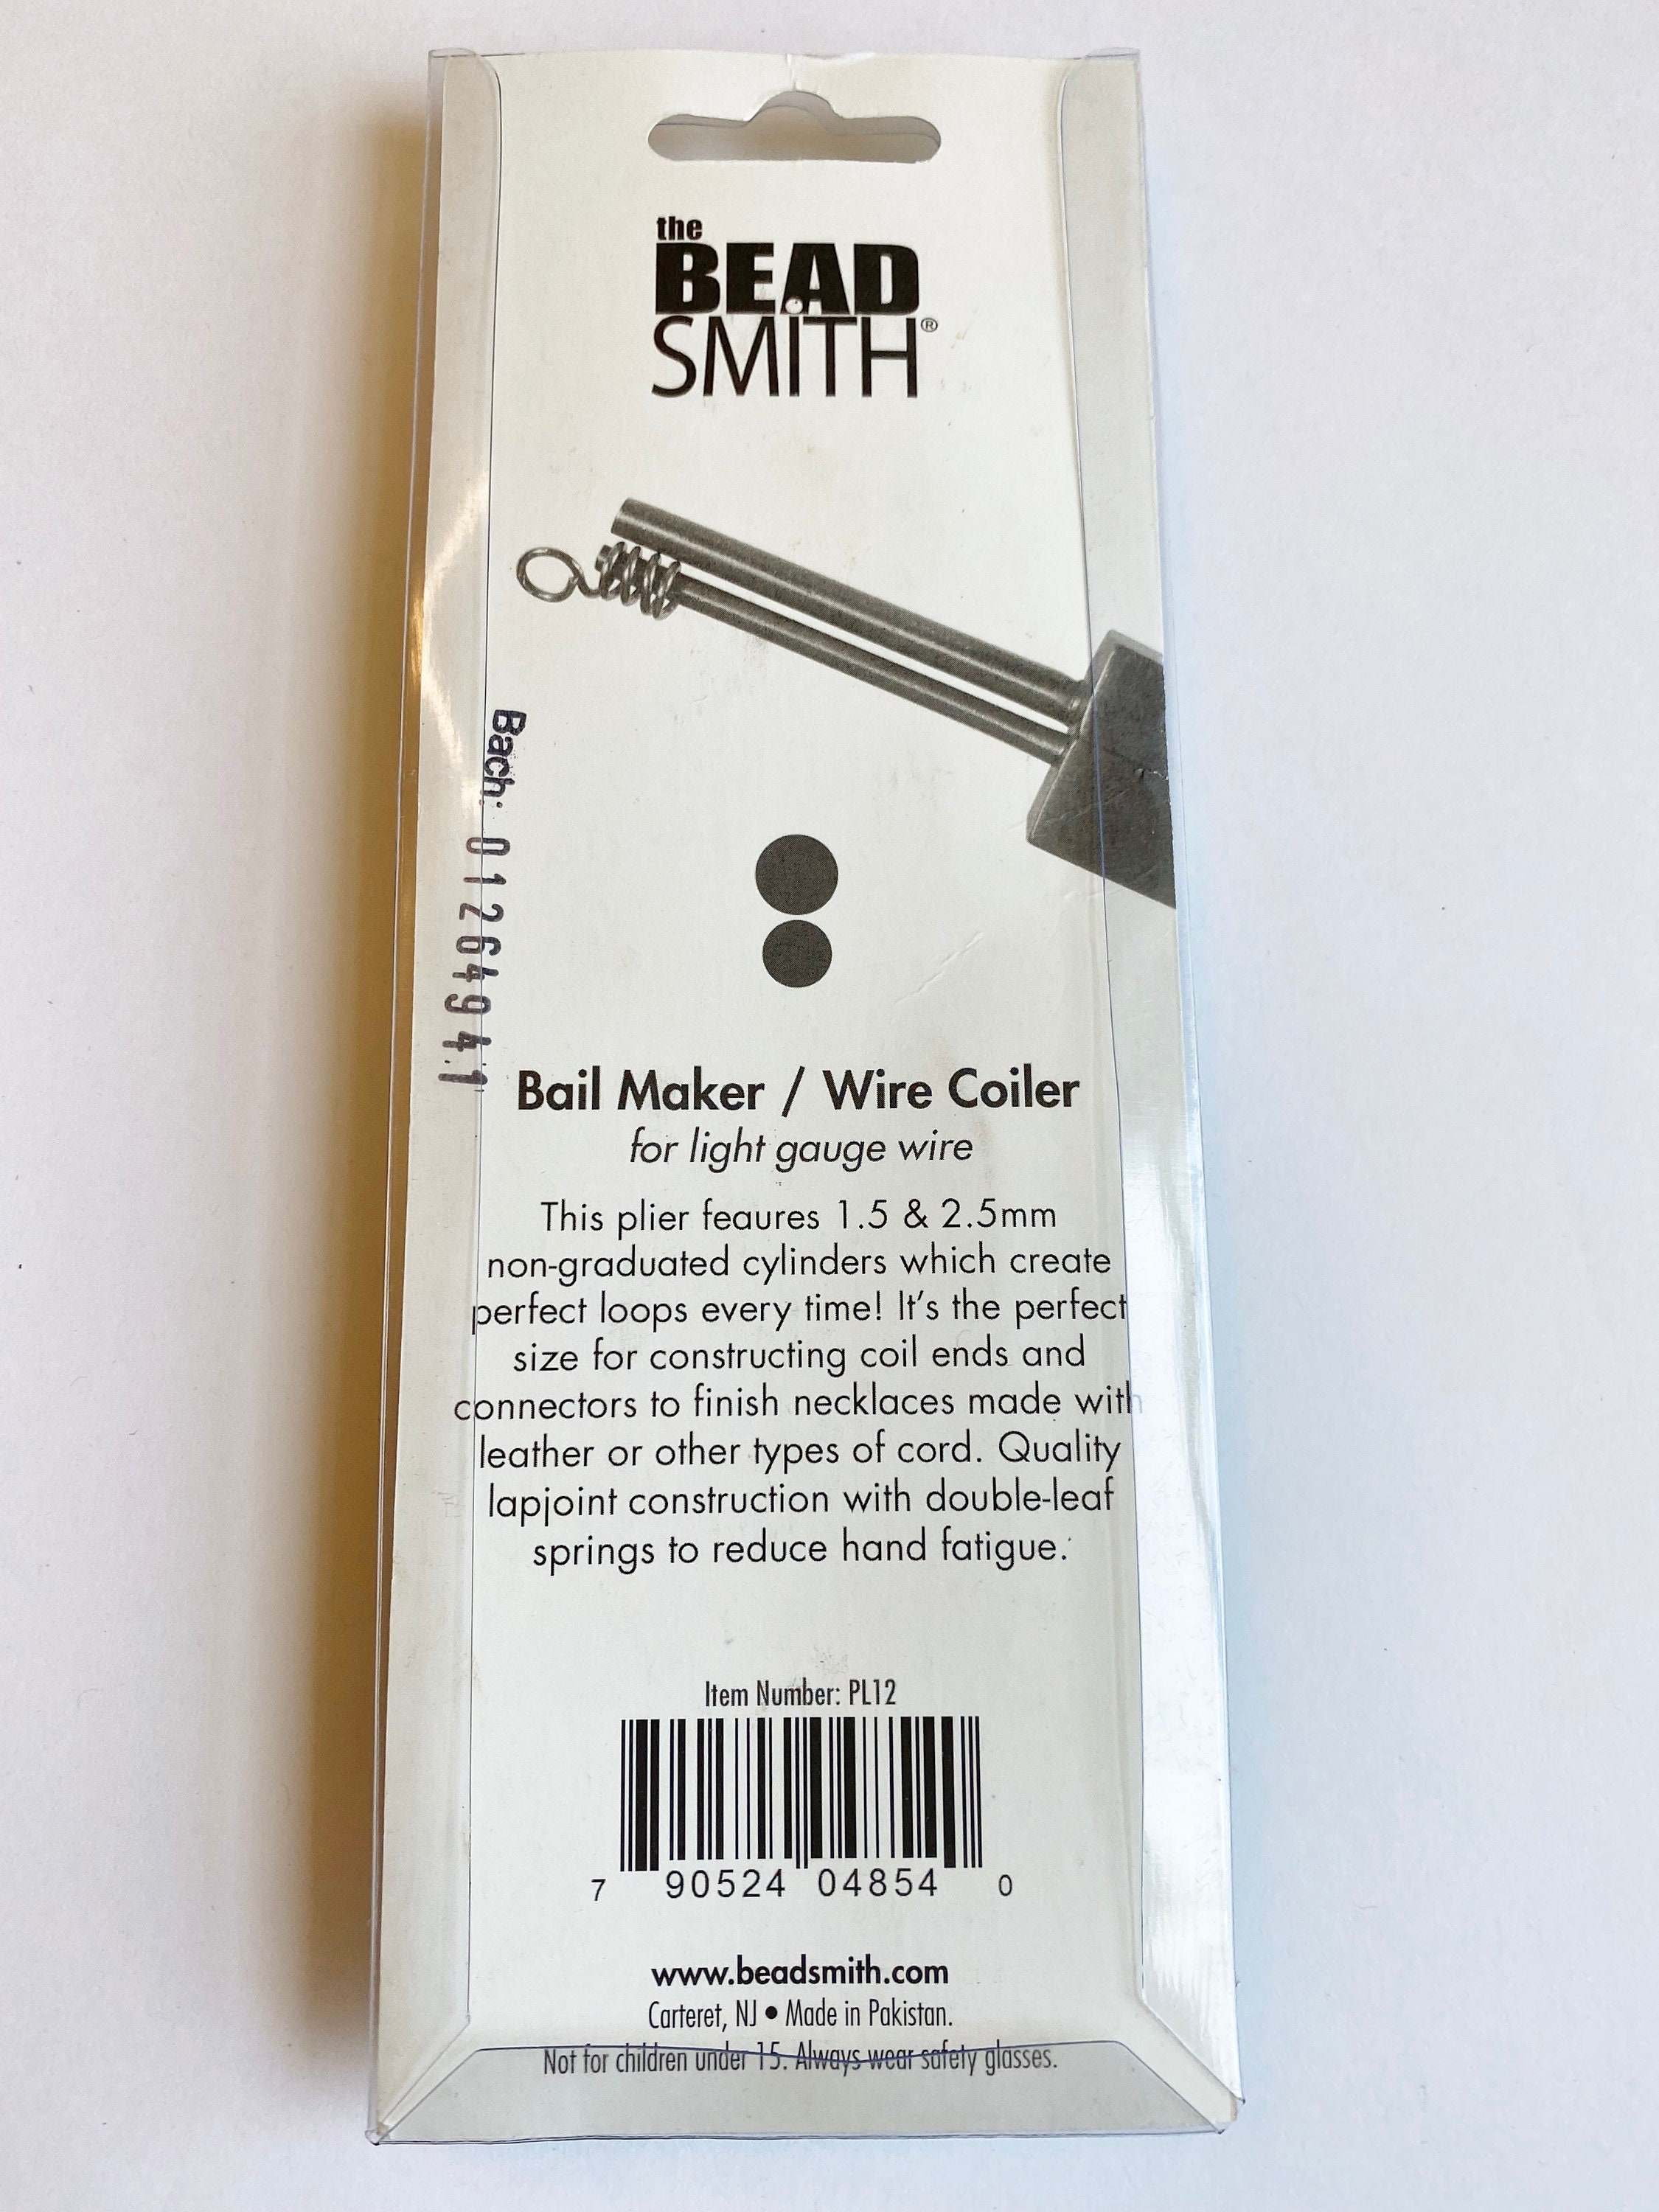 the
BEAD
SMITH®
Bach: 0126494.1
Bail Maker / Wire Coiler
for light gauge wire
This plier feaures 1.5 & 2.5mm
non-graduated cylinders which create
perfect loops every time! It's the perfect
size for constructing coil ends and
connectors to finish necklaces made with
leather or other types of cord. Quality
lapjoint construction with double-leaf
springs to reduce hand fatigue.
Item Number: PL12
7 90524 04854 0
www.beadsmith.com
Carteret, NJ • Made in Pakistan.
Not for children under 15. Always wear safety glasses.